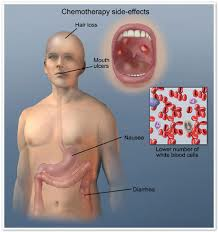 Chemotherapy side-effects
Hair loss
Mouth
ulcers
Nausea
Lower number of
white blood cells
Diarrhea